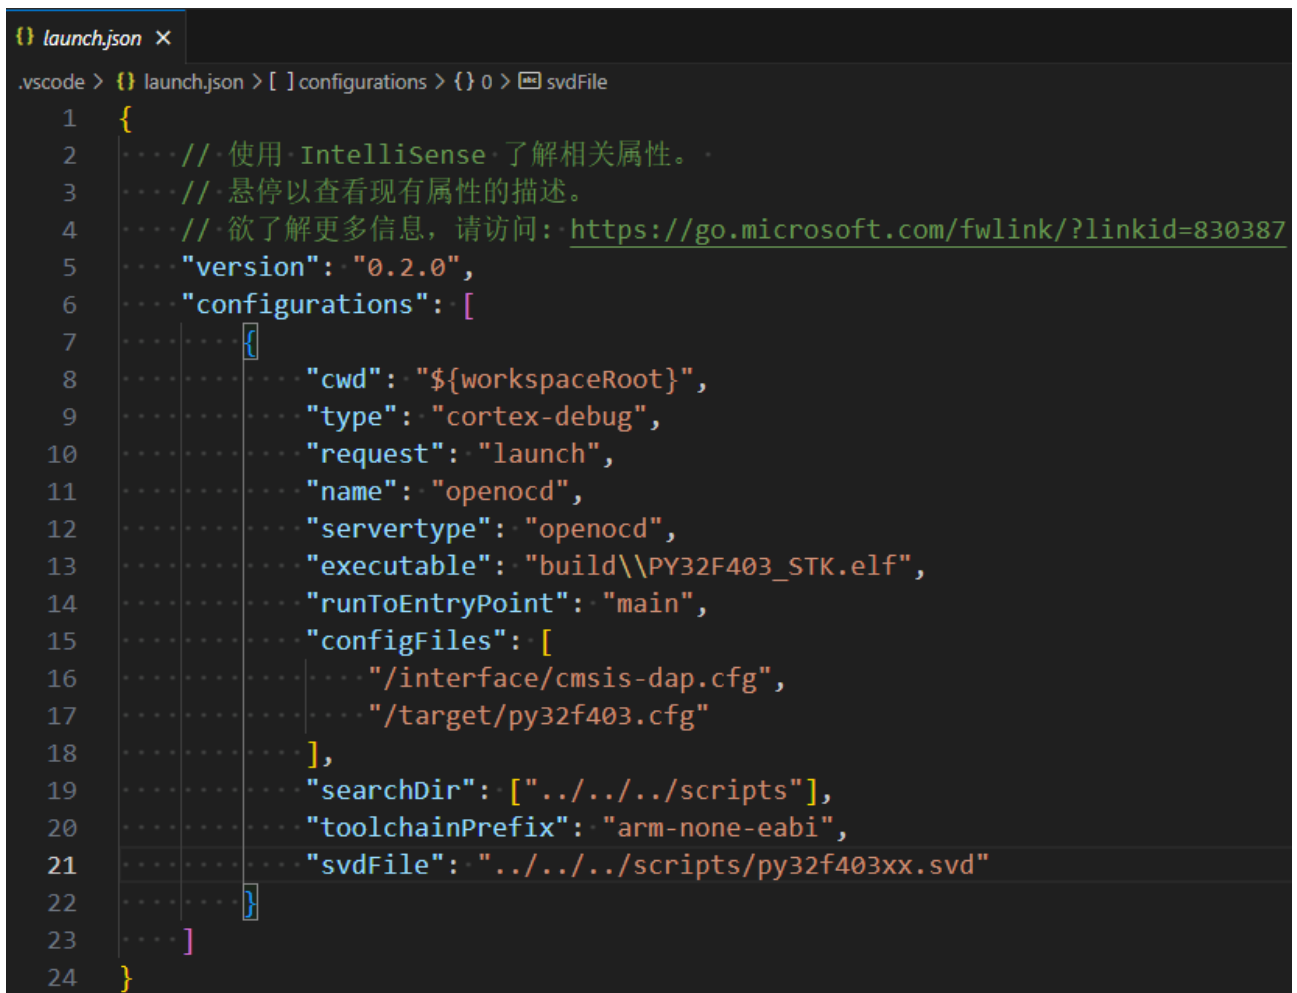 {} launch.json ×
.vscode > {} launch.json > [ ] configurations > {} 0 > abc svdFile
1 {
2     // 使用 IntelliSense 了解相关属性。
3     // 悬停以查看现有属性的描述。
4     // 欲了解更多信息，请访问: https://go.microsoft.com/fwlink/?linkid=830387
5     "version": "0.2.0",
6     "configurations": [
7         {
8             "cwd": "${workspaceRoot}",
9             "type": "cortex-debug",
10             "request": "launch",
11             "name": "openocd",
12             "servertype": "openocd",
13             "executable": "build\\PY32F403_STK.elf",
14             "runToEntryPoint": "main",
15             "configFiles": [
16                 "/interface/cmsis-dap.cfg",
17                 "/target/py32f403.cfg"
18             ],
19             "searchDir": ["../../../scripts"],
20             "toolchainPrefix": "arm-none-eabi",
21             "svdFile": "../../../scripts/py32f403xx.svd"
22         }
23     ]
24 }